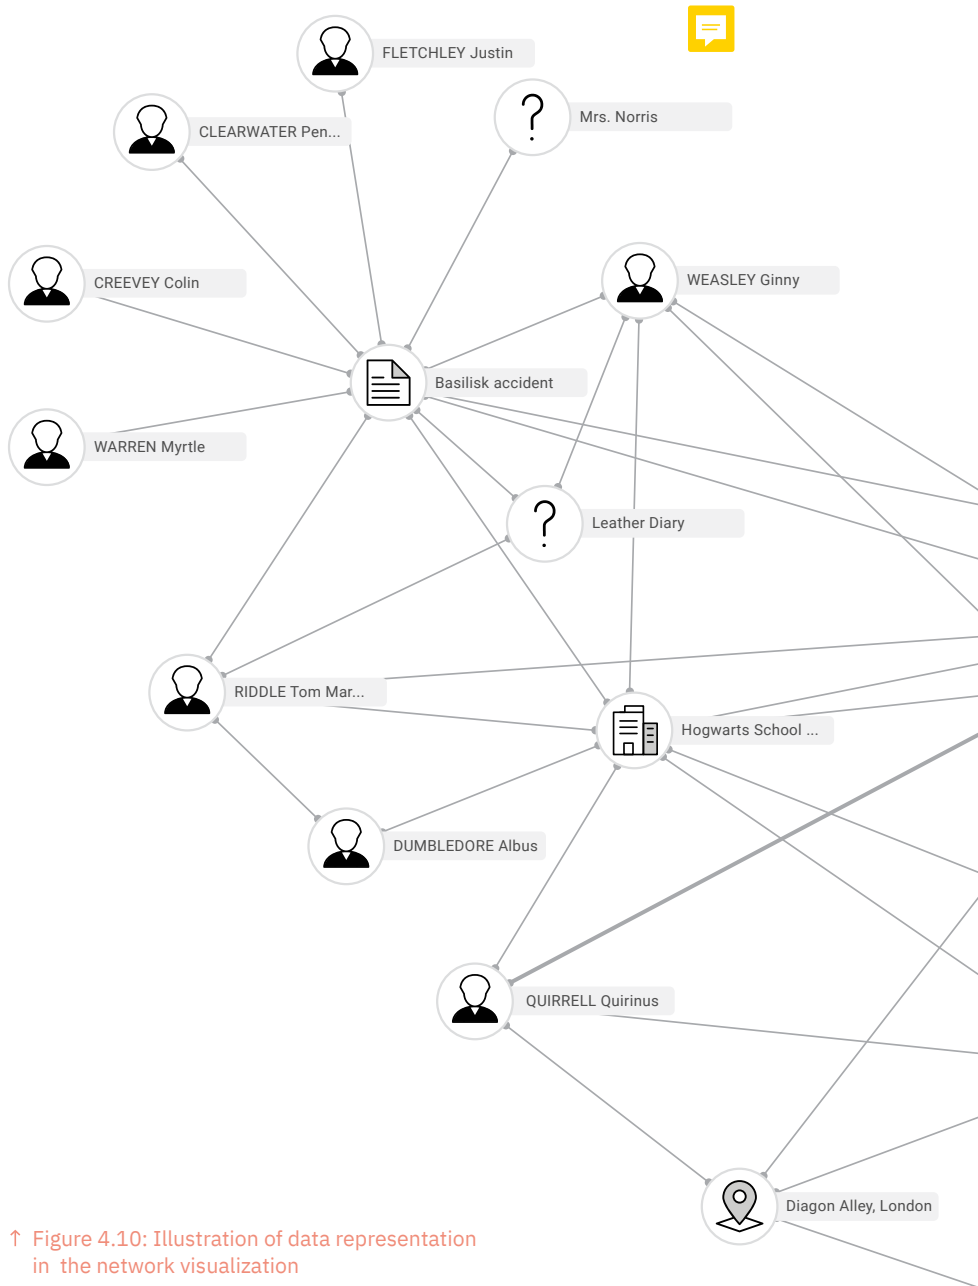 FLETCHLEY Justin
Mrs. Norris
CLEARWATER Pen...
WEASLEY Ginny
CREEVEY Colin
Basilisk accident
WARREN Myrtle
Leather Diary
RIDDLE Tom Mar...
Hogwarts School ...
DUMBLEDORE Albus
QUIRRELL Quirinus
Diagon Alley, London
↑ Figure 4.10: Illustration of data representation
in the network visualization